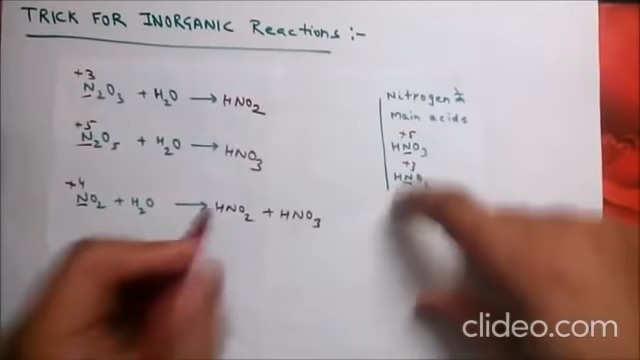 TRICK FOR INORGANIC Reactions :-
+3
N2O3 + H2O → HNO2
+5
N2O5 + H2O → HNO3
+4
NO2 + H2O → HNO2 + HNO3
Nitrogen
main acids
+5
HNO3
+3
HNO
clideo.com